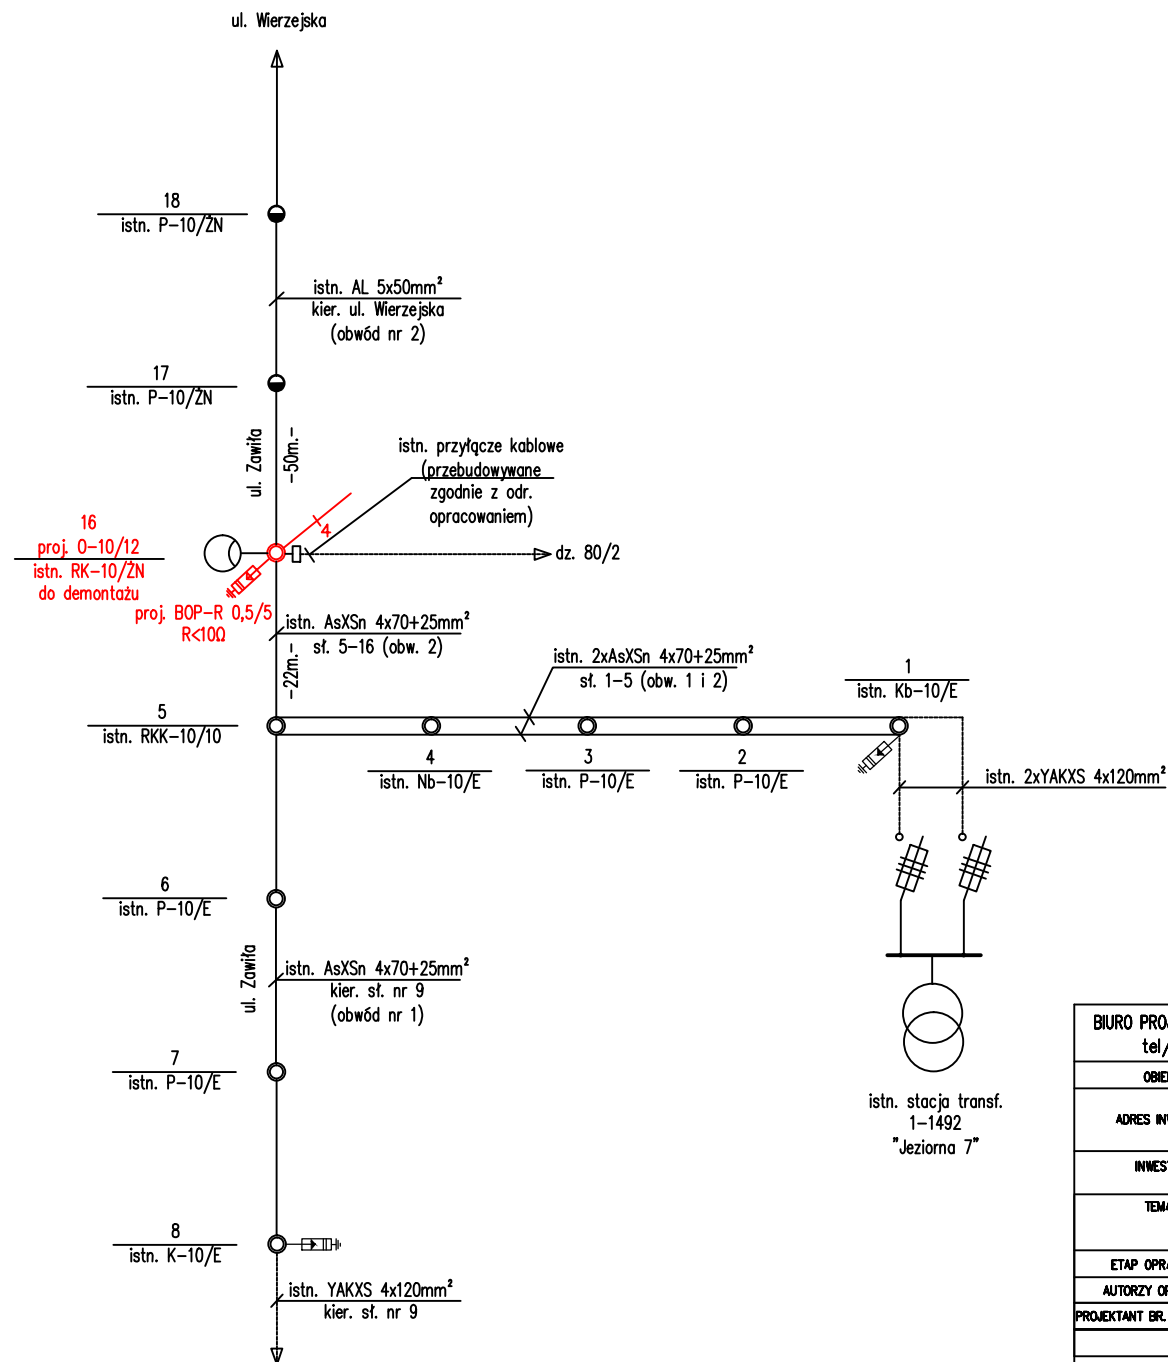 ul. Wierzejska
18
istn. P-10/ŻN
istn. AL 5x50mm²
kier. ul. Wierzejska
(obwód nr 2)
17
istn. P-10/ŻN
ul. Zawiła
-50m.-
istn. przyłącze kablowe
(przebudowywane
zgodnie z odr.
opracowaniem)
16
proj. O-10/12
istn. RK-10/ŻN
do demontażu
4
dz. 80/2
proj. BOP-R 0,5/5
R<10Ω
istn. AsXSn 4x70+25mm²
sł. 5-16 (obw. 2)
-22m.-
istn. 2xAsXSn 4x70+25mm²
sł. 1-5 (obw. 1 i 2)
1
istn. Kb-10/E
5
istn. RKK-10/10
4
istn. Nb-10/E
3
istn. P-10/E
2
istn. P-10/E
istn. 2xYAKXS 4x120mm²
6
istn. P-10/E
ul. Zawiła
istn. AsXSn 4x70+25mm²
kier. sł. nr 9
(obwód nr 1)
7
istn. P-10/E
istn. stacja transf.
1-1492
"Jeziorna 7"
8
istn. K-10/E
istn. YAKXS 4x120mm²
kier. sł. nr 9
BIURO PROJ
tel/
OBIE
ADRES INW
INWEST
TEMA
ETAP OPRA
AUTORZY OP
PROJEKTANT BR.